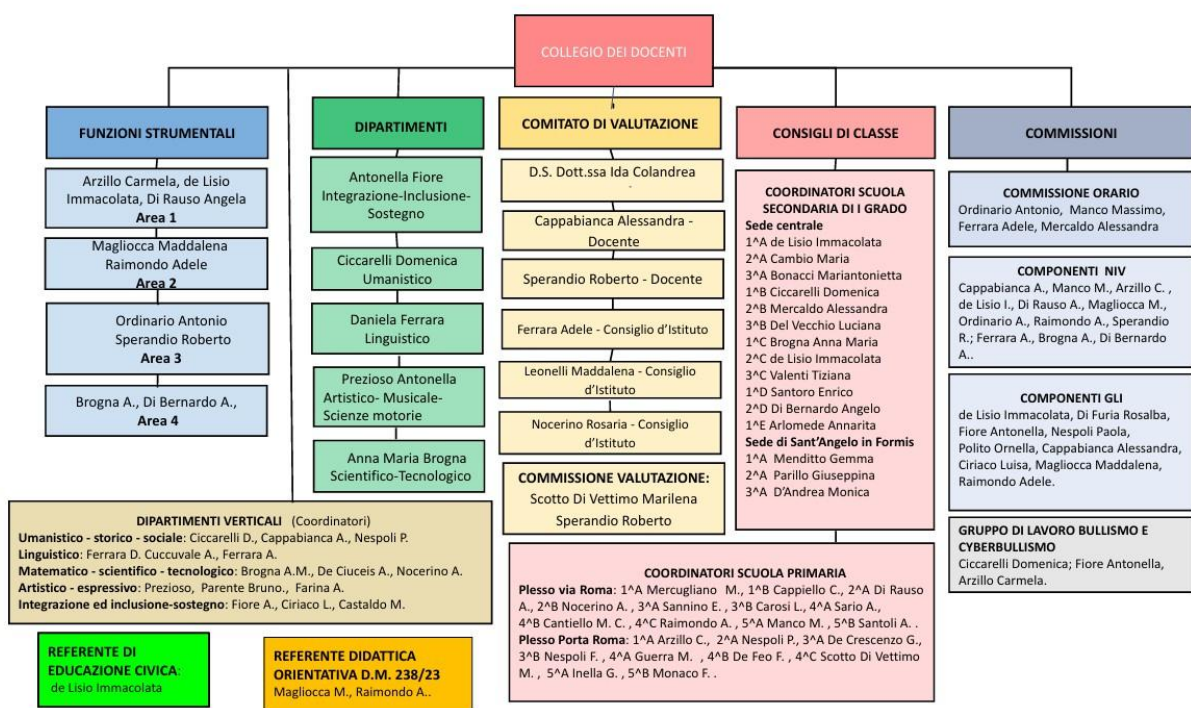 COLLEGIO DEI DOCENTI
FUNZIONI STRUMENTALI
Arzillo Carmela, de Lisio
Immacolata, Di Rauso Angela
Area 1
Magliocca Maddalena
Raimondo Adele
Area 2
Ordinario Antonio
Sperandio Roberto
Area 3
Brogna A., Di Bernardo A.,
Area 4
DIPARTIMENTI
Antonella Fiore
Integrazione-Inclusione-
Sostegno
Ciccarelli Domenica
Umanistico
Daniela Ferrara
Linguistico
Prezioso Antonella
Artistico- Musicale-
Scienze motorie
Anna Maria Brogna
Scientifico-Tecnologico
COMITATO DI VALUTAZIONE
D.S. Dott.ssa Ida Colandrea
Cappabianca Alessandra -
Docente
Sperandio Roberto - Docente
Ferrara Adele - Consiglio d'Istituto
Leonelli Maddalena - Consiglio
d'Istituto
Nocerino Rosaria - Consiglio
d'Istituto
COMMISSIONE VALUTAZIONE:
Scotto Di Vettimo Marilena
Sperandio Roberto
CONSIGLI DI CLASSE
COORDINATORI SCUOLA
SECONDARIA DI I GRADO
Sede centrale
1^A de Lisio Immacolata
2^A Cambio Maria
3^A Bonacci Mariantonietta
1^B Ciccarelli Domenica
2^B Mercaldo Alessandra
3^B Del Vecchio Luciana
1^C Brogna Anna Maria
2^C de Lisio Immacolata
3^C Valenti Tiziana
1^D Santoro Enrico
2^D Di Bernardo Angelo
1^E Arlomede Annarita
Sede di Sant'Angelo in Formis
1^A Menditto Gemma
2^A Parillo Giuseppina
3^A D'Andrea Monica
COMMISSIONI
COMMISSIONE ORARIO
Ordinario Antonio, Manco Massimo,
Ferrara Adele, Mercaldo Alessandra
COMPONENTI NIV
Cappabianca A., Manco M., Arzillo C. ,
de Lisio I., Di Rauso A., Magliocca M.,
Ordinario A., Raimondo A., Sperandio
R.; Ferrara A., Brogna A., Di Bernardo
A..
COMPONENTI GLI
de Lisio Immacolata, Di Furia Rosalba,
Fiore Antonella, Nespoli Paola,
Polito Ornella, Cappabianca Alessandra,
Ciriaco Luisa, Magliocca Maddalena,
Raimondo Adele.
GRUPPO DI LAVORO BULLISMO E
CYBERBULLISMO
Ciccarelli Domenica; Fiore Antonella,
Arzillo Carmela.
DIPARTIMENTI VERTICALI (Coordinatori)
Umanistico - storico - sociale: Ciccarelli D., Cappabianca A., Nespoli P.
Linguistico: Ferrara D. Cuccuvale A., Ferrara A.
Matematico - scientifico - tecnologico: Brogna A.M., De Ciuceis A., Nocerino A.
Artistico - espressivo: Prezioso, Parente Bruno., Farina A.
Integrazione ed inclusione-sostegno: Fiore A., Ciriaco L., Castaldo M.
COORDINATORI SCUOLA PRIMARIA
Plesso via Roma: 1^A Mercugliano M., 1^B Cappiello C., 2^A Di Rauso
A., 2^B Nocerino A. , 3^A Sannino E. , 3^B Carosi L., 4^A Sario A.,
4^B Cantiello M. C. , 4^C Raimondo A. , 5^A Manco M. , 5^B Santoli A. .
Plesso Porta Roma: 1^A Arzillo C., 2^A Nespoli P., 3^A De Crescenzo G.,
3^B Nespoli F. , 4^A Guerra M. , 4^B De Feo F. , 4^C Scotto Di Vettimo
M. , 5^A Inella G. , 5^B Monaco F. .
REFERENTE DI
EDUCAZIONE CIVICA:
de Lisio Immacolata
REFERENTE DIDATTICA
ORIENTATIVA D.M. 238/23
Magliocca M., Raimondo A..